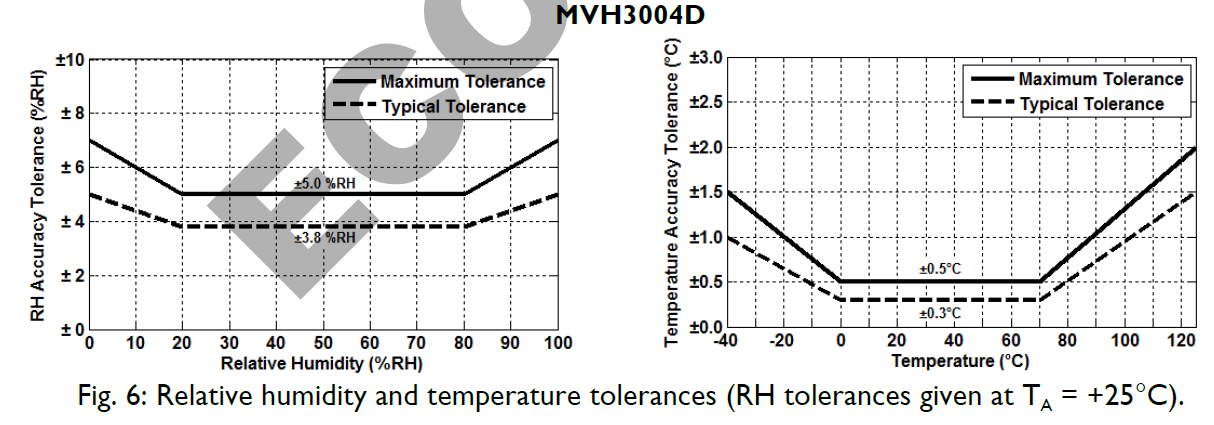 MVH3004D
RH Accuracy Tolerance (%RH)
±10
± 8
± 6
± 4
± 2
± 0
Maximum Tolerance
Typical Tolerance
±5.0 %RH
±3.8 %RH
0 10 20 30 40 50 60 70 80 90 100
Relative Humidity (%RH)
Temperature Accuracy Tolerance (°C)
±3.0
±2.5
±2.0
±1.5
±1.0
±0.5
±0.0
Maximum Tolerance
Typical Tolerance
±0.5°C
±0.3°C
-40 -20 0 20 40 60 80 100 120
Temperature (°C)
Fig. 6: Relative humidity and temperature tolerances (RH tolerances given at TA = +25°C).